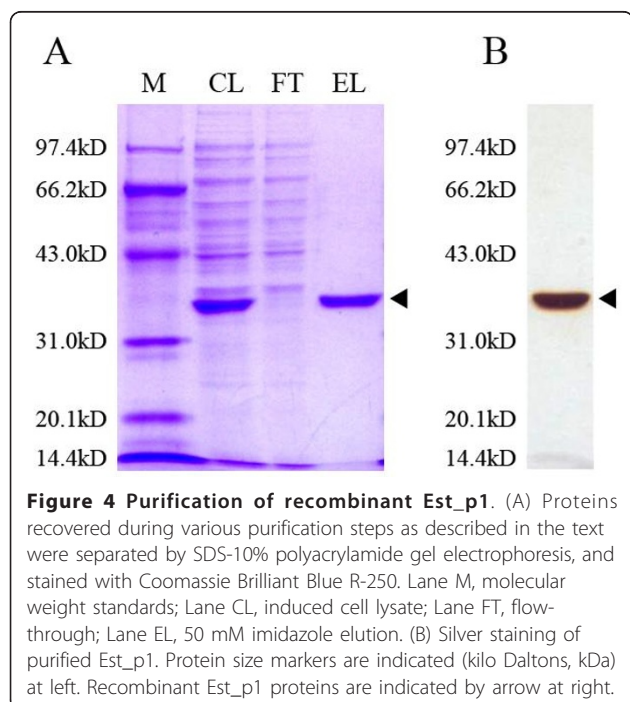 A B
M CL FT EL
97.4kD 97.4kD
66.2kD 66.2kD
43.0kD 43.0kD
31.0kD 31.0kD
20.1kD 20.1kD
14.4kD 14.4kD
Figure 4 Purification of recombinant Est_p1. (A) Proteins
recovered during various purification steps as described in the text
were separated by SDS-10% polyacrylamide gel electrophoresis, and
stained with Coomassie Brilliant Blue R-250. Lane M, molecular
weight standards; Lane CL, induced cell lysate; Lane FT, flow-
through; Lane EL, 50 mM imidazole elution. (B) Silver staining of
purified Est_p1. Protein size markers are indicated (kilo Daltons, kDa)
at left. Recombinant Est_p1 proteins are indicated by arrow at right.